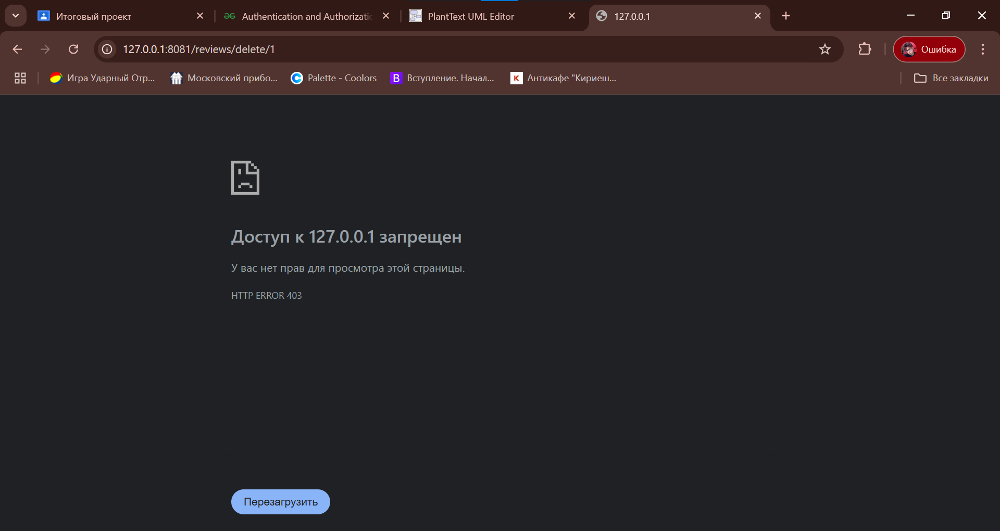 Итоговый проект
Authentication and Authorizatic
PlantText UML Editor
127.0.0.1
127.0.0.1:8081/reviews/delete/1
Ошибка
Игра Ударный Отр...
Московский прибо...
Palette - Coolors
B
Вступление. Начал...
K
Антикафе "Кириеш...
Все закладки
Доступ к 127.0.0.1 запрещен
У вас нет прав для просмотра этой страницы.
HTTP ERROR 403
Перезагрузить